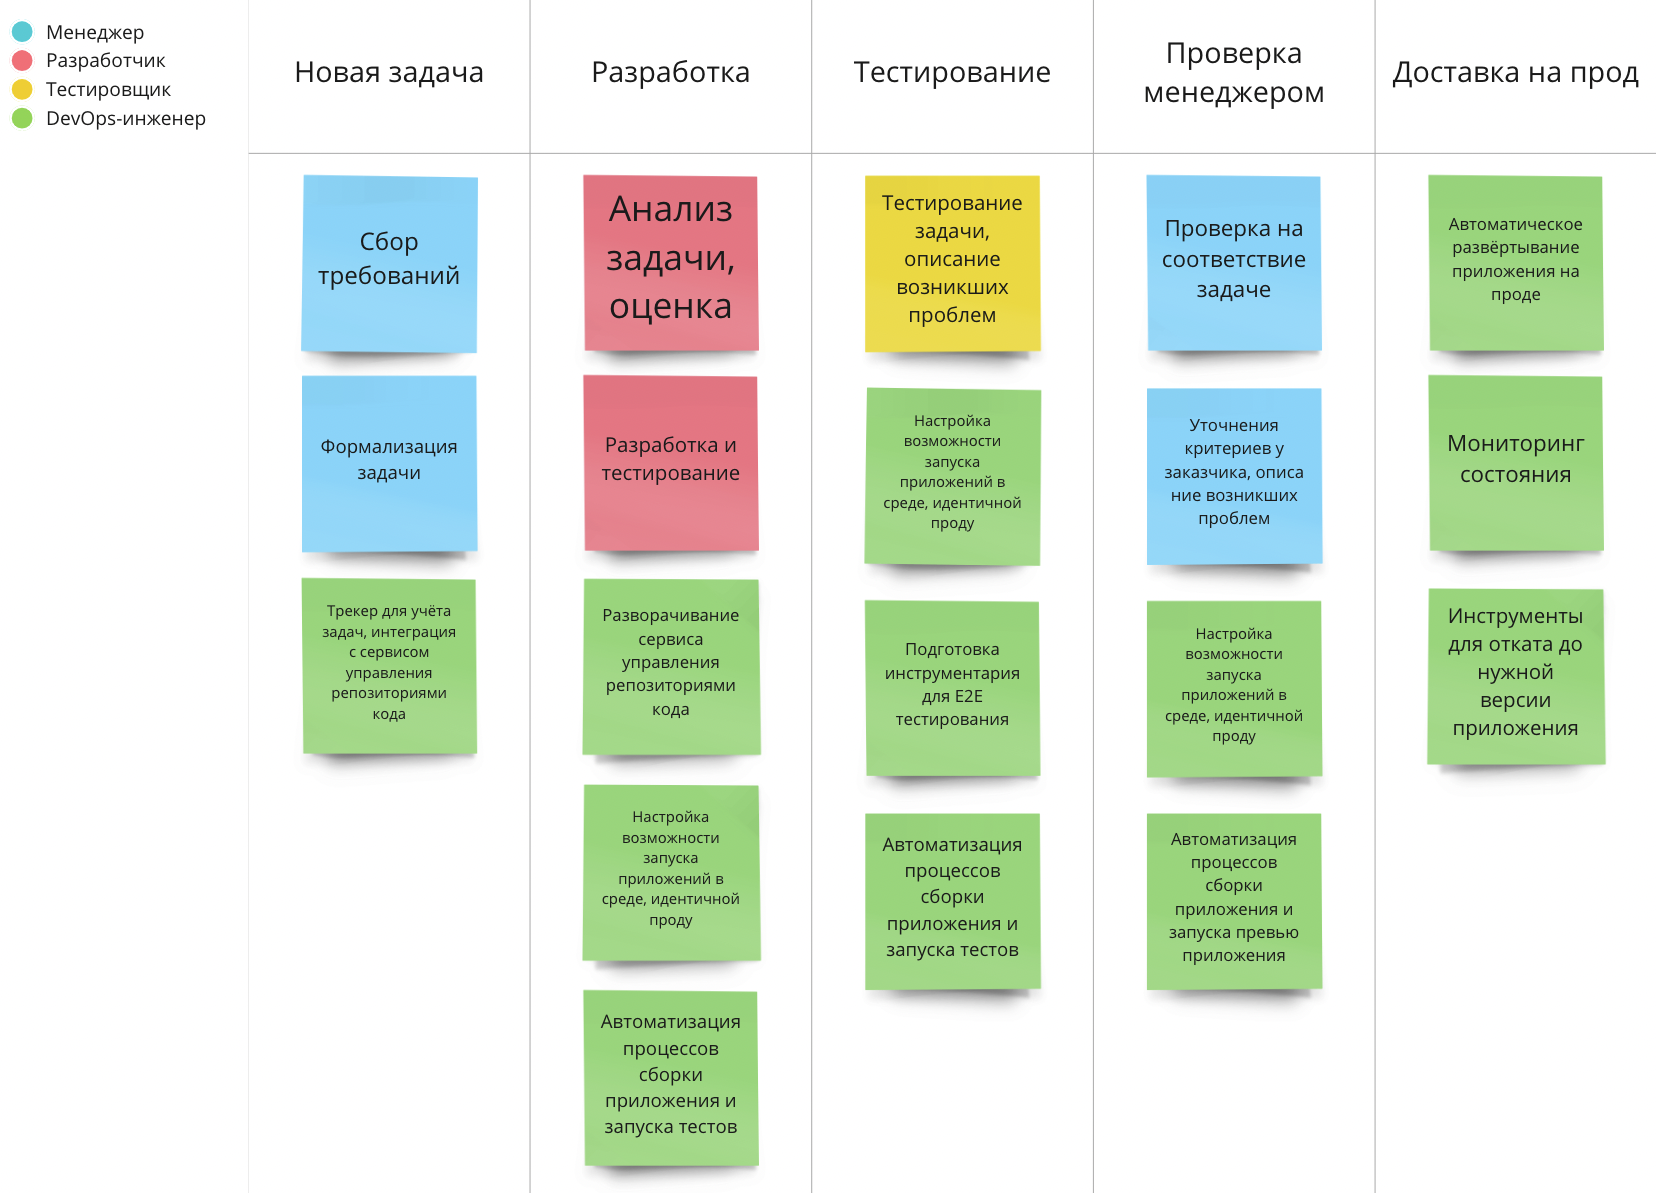 Менеджер
Разработчик
Тестировщик
DevOps-инженер
Новая задача
Разработка
Тестирование
Проверка
менеджером
Доставка на прод
Сбор
требований
Формализация
задачи
Трекер для учёта
задач, интеграция
с сервисом
управления
репозиториями
кода
Анализ
задачи,
оценка
Разработка и
тестирование
Разворачивание
сервиса
управления
репозиториями
кода
Настройка
возможности
запуска
приложений в
среде, идентичной
проду
Автоматизация
процессов
сборки
приложения и
запуска тестов
Тестирование
задачи,
описание
возникших
проблем
Настройка
возможности
запуска
приложений в
среде, идентичной
проду
Подготовка
инструментария
для E2E
тестирования
Автоматизация
процессов
сборки
приложения и
запуска тестов
Проверка на
соответствие
задаче
Уточнения
критериев у
заказчика, описа
ние возникших
проблем
Настройка
возможности
запуска
приложений в
среде, идентичной
проду
Автоматизация
процессов
сборки
приложения и
запуска превью
приложения
Автоматическое
развёртывание
приложения на
проде
Мониторинг
состояния
Инструменты
для отката до
нужной
версии
приложения